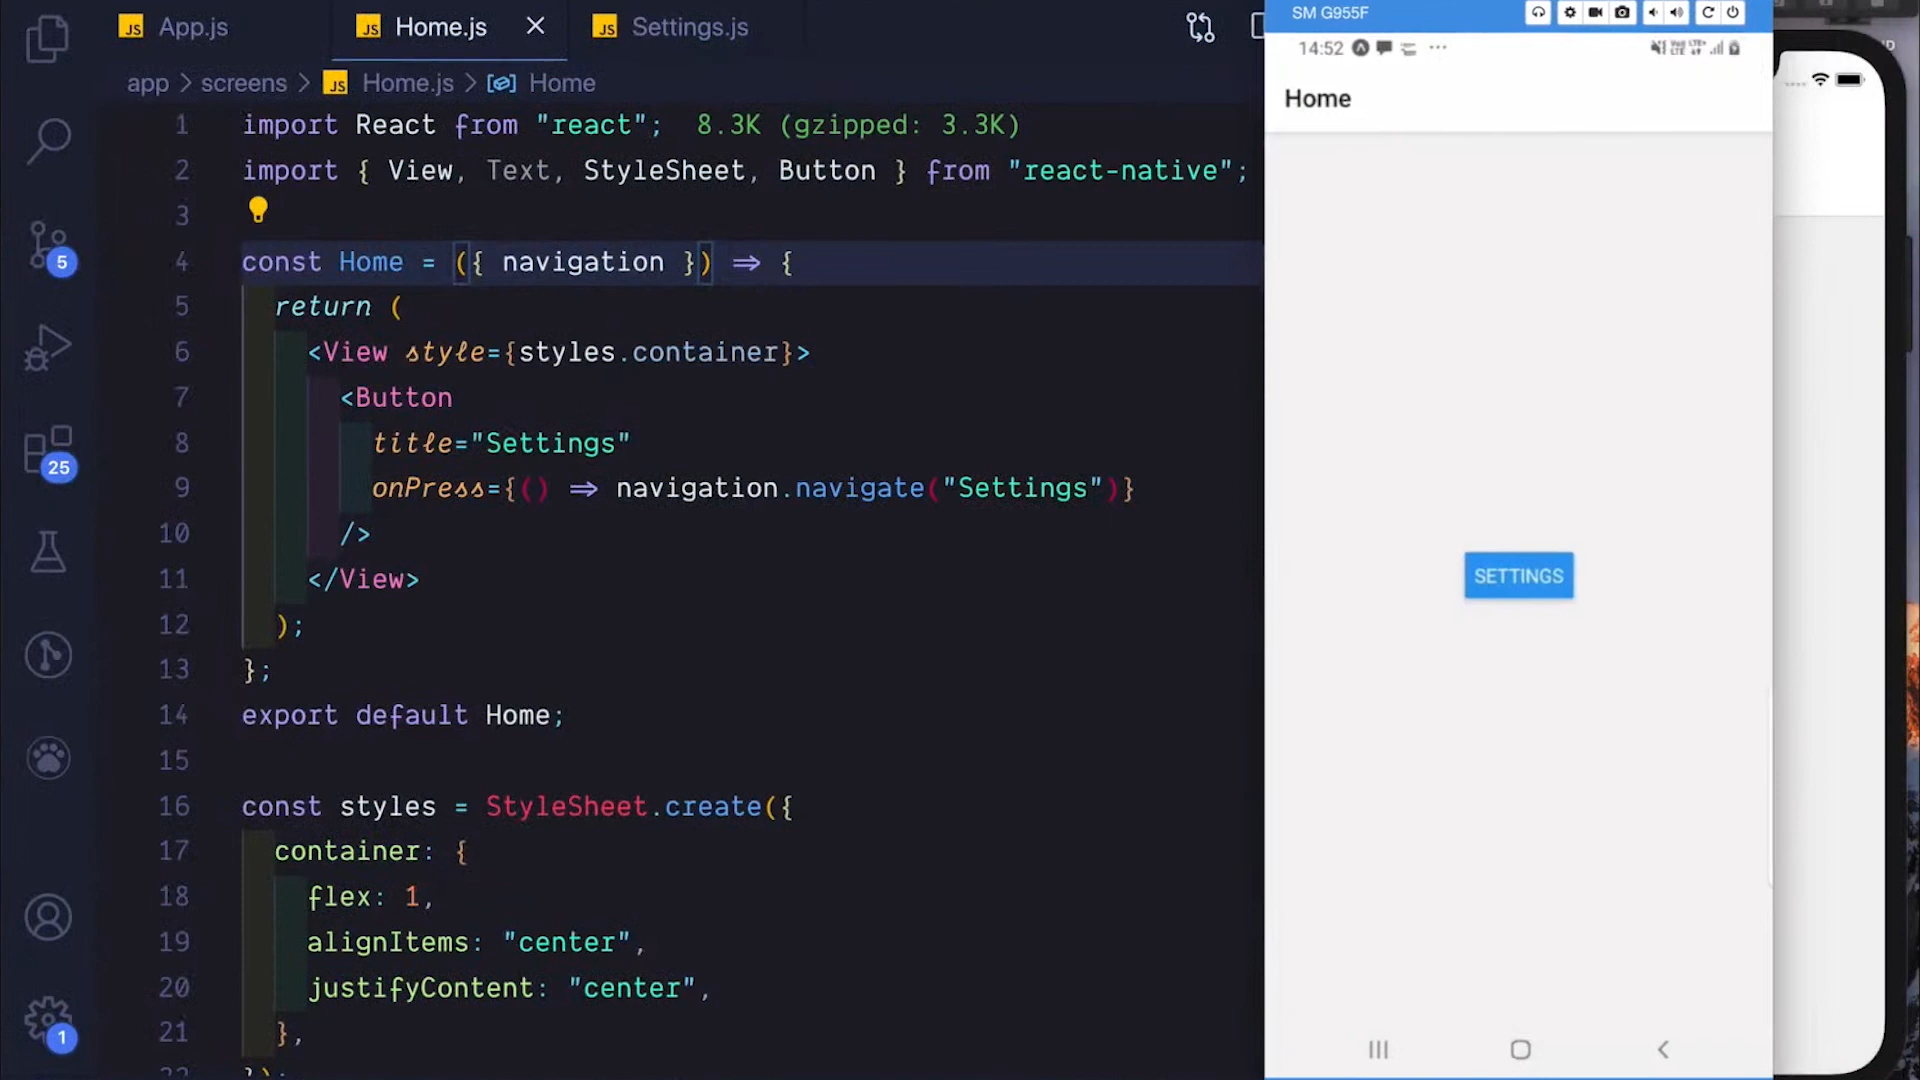 JS App.js
JS Home.js
JS Settings.js
app > screens > JS Home.js > Home
1 import React from "react"; 8.3K (gzipped: 3.3K)
2 import { View, Text, StyleSheet, Button } from "react-native";
3
4 const Home = ({ navigation }) => {
5 return (
6 <View style={styles.container}>
7 <Button
8 title="Settings"
9 onPress={() => navigation.navigate("Settings")}
10 />
11 </View>
12 );
13 };
14 export default Home;
15
16 const styles = StyleSheet.create({
17 container: {
18 flex: 1,
19 alignItems: "center",
20 justifyContent: "center",
21 },
5
25
1
SM G955F
14:52
Home
SETTINGS